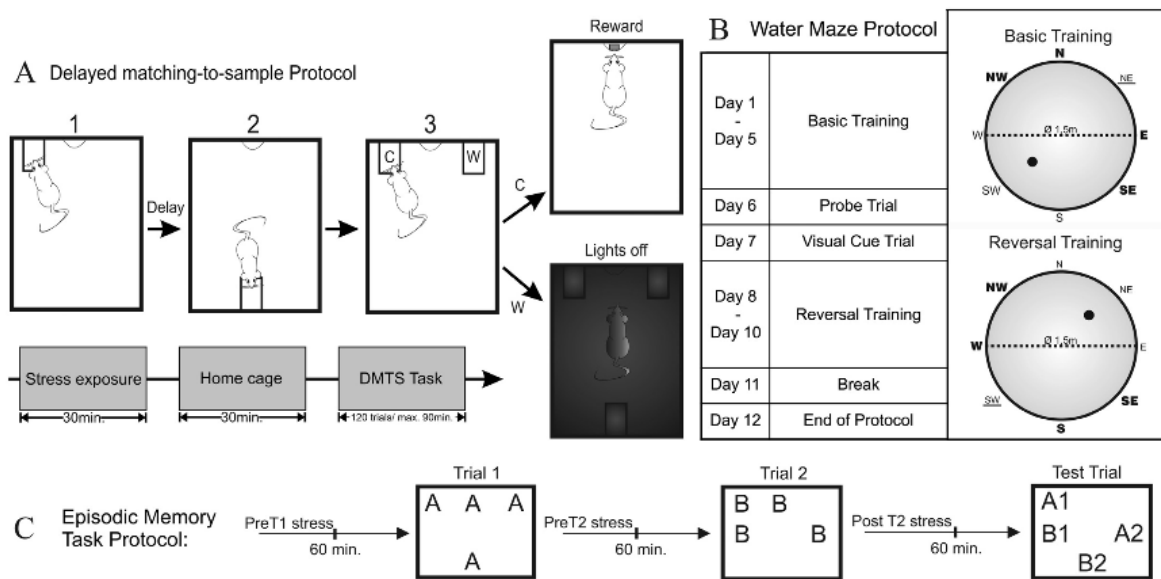 A Delayed matching-to-sample Protocol
1
2
3
C
W
Delay
C
W
Reward
Lights off
Stress exposure
Home cage
DMTS Task
30min.
30min.
120 trials/ max. 90min.
B Water Maze Protocol
Day 1
-
Day 5
Basic Training
Day 6
Probe Trial
Day 7
Visual Cue Trial
Day 8
-
Day 10
Reversal Training
Day 11
Break
Day 12
End of Protocol
Basic Training
N
NW
NE
W
Ø 1,5m
E
SW
SE
S
Reversal Training
N
NW
NE
W
Ø 1,5m
E
SW
SE
S
C Episodic Memory
Task Protocol:
PreT1 stress
60 min.
Trial 1
A A A
A
PreT2 stress
60 min.
Trial 2
B B
B B
Post T2 stress
60 min.
Test Trial
A1
B1 A2
B2